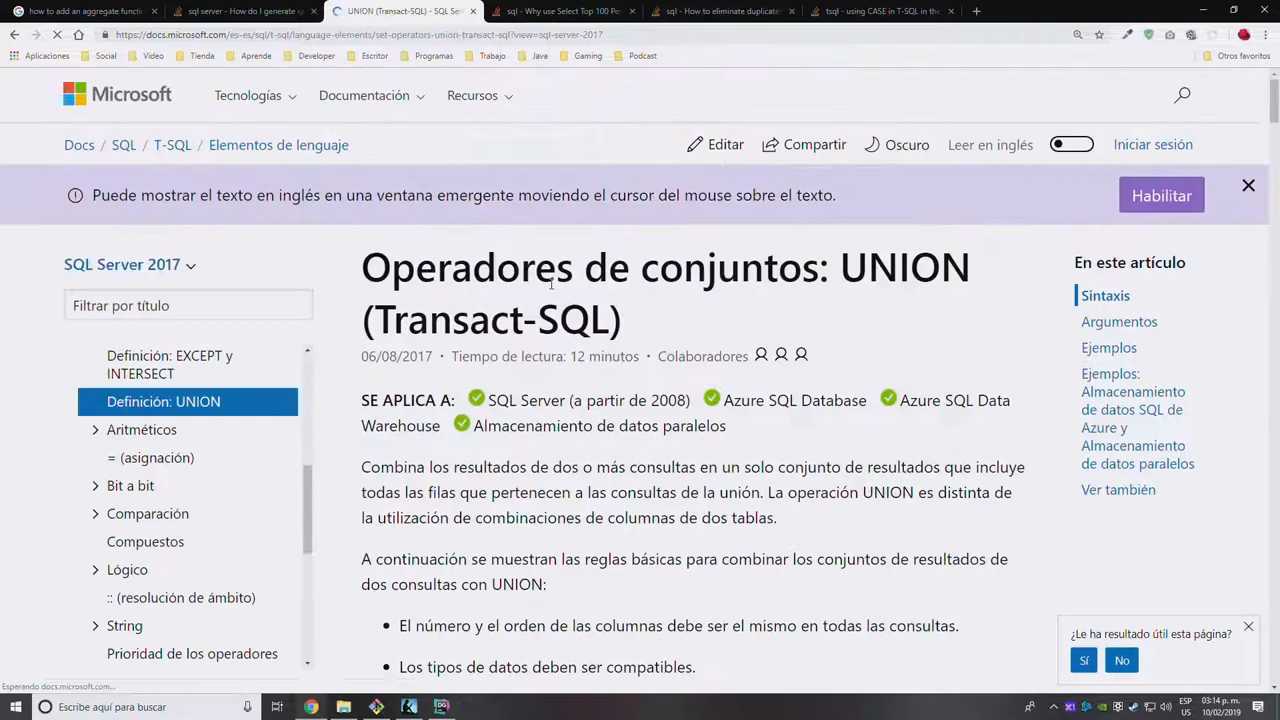 how to add an aggregate functi
sql server - How do I generate r
UNION (Transact-SQL) - SQL Ser
sql - Why use Select Top 100 Per
sql - How to eliminate duplicate
tsql - using CASE in T-SQL in the
https://docs.microsoft.com/es-es/sql/t-sql/language-elements/set-operators-union-transact-sql?view=sql-server-2017
Aplicaciones Social Video Tienda Aprende Developer Escritor Programas Trabajo Java Gaming Podcast Otros favoritos
Microsoft Tecnologías Documentación Recursos
Docs / SQL / T-SQL / Elementos de lenguaje
Editar Compartir Oscuro Leer en inglés Iniciar sesión
Puede mostrar el texto en inglés en una ventana emergente moviendo el cursor del mouse sobre el texto.
Habilitar
SQL Server 2017
Filtrar por título
Definición: EXCEPT y
INTERSECT
Definición: UNION
Aritméticos
= (asignación)
Bit a bit
Comparación
Compuestos
Lógico
:: (resolución de ámbito)
String
Prioridad de los operadores
Operadores de conjuntos: UNION
(Transact-SQL)
06/08/2017 • Tiempo de lectura: 12 minutos • Colaboradores
SE APLICA A: SQL Server (a partir de 2008) Azure SQL Database Azure SQL Data
Warehouse Almacenamiento de datos paralelos
Combina los resultados de dos o más consultas en un solo conjunto de resultados que incluye
todas las filas que pertenecen a las consultas de la unión. La operación UNION es distinta de
la utilización de combinaciones de columnas de dos tablas.
A continuación se muestran las reglas básicas para combinar los conjuntos de resultados de
dos consultas con UNION:
• El número y el orden de las columnas debe ser el mismo en todas las consultas.
• Los tipos de datos deben ser compatibles.
En este artículo
Sintaxis
Argumentos
Ejemplos
Ejemplos:
Almacenamiento
de datos SQL de
Azure y
Almacenamiento
de datos paralelos
Ver también
¿Le ha resultado útil esta página?
Sí No
Esperando docs.microsoft.com...
Escribe aquí para buscar
ESP
US
03:14 p.m.
10/02/2019